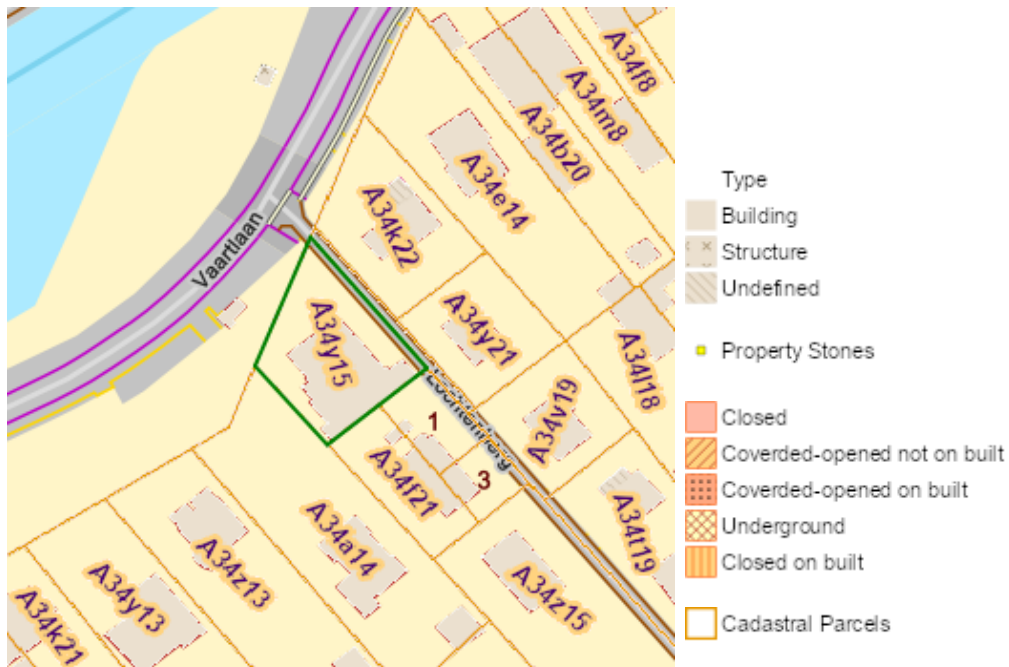 A34f8
A34m8
A34b20
A34e14
A34k22
Vaartlaan
A34y15
A34y21
A34l18
A34v19
1
3
A34f21
A34t19
A34a14
A34z13
A34z15
A34y13
A34k21
Type
Building
Structure
Undefined
Property Stones
Closed
Coverded-opened not on built
Coverded-opened on built
Underground
Closed on built
Cadastral Parcels